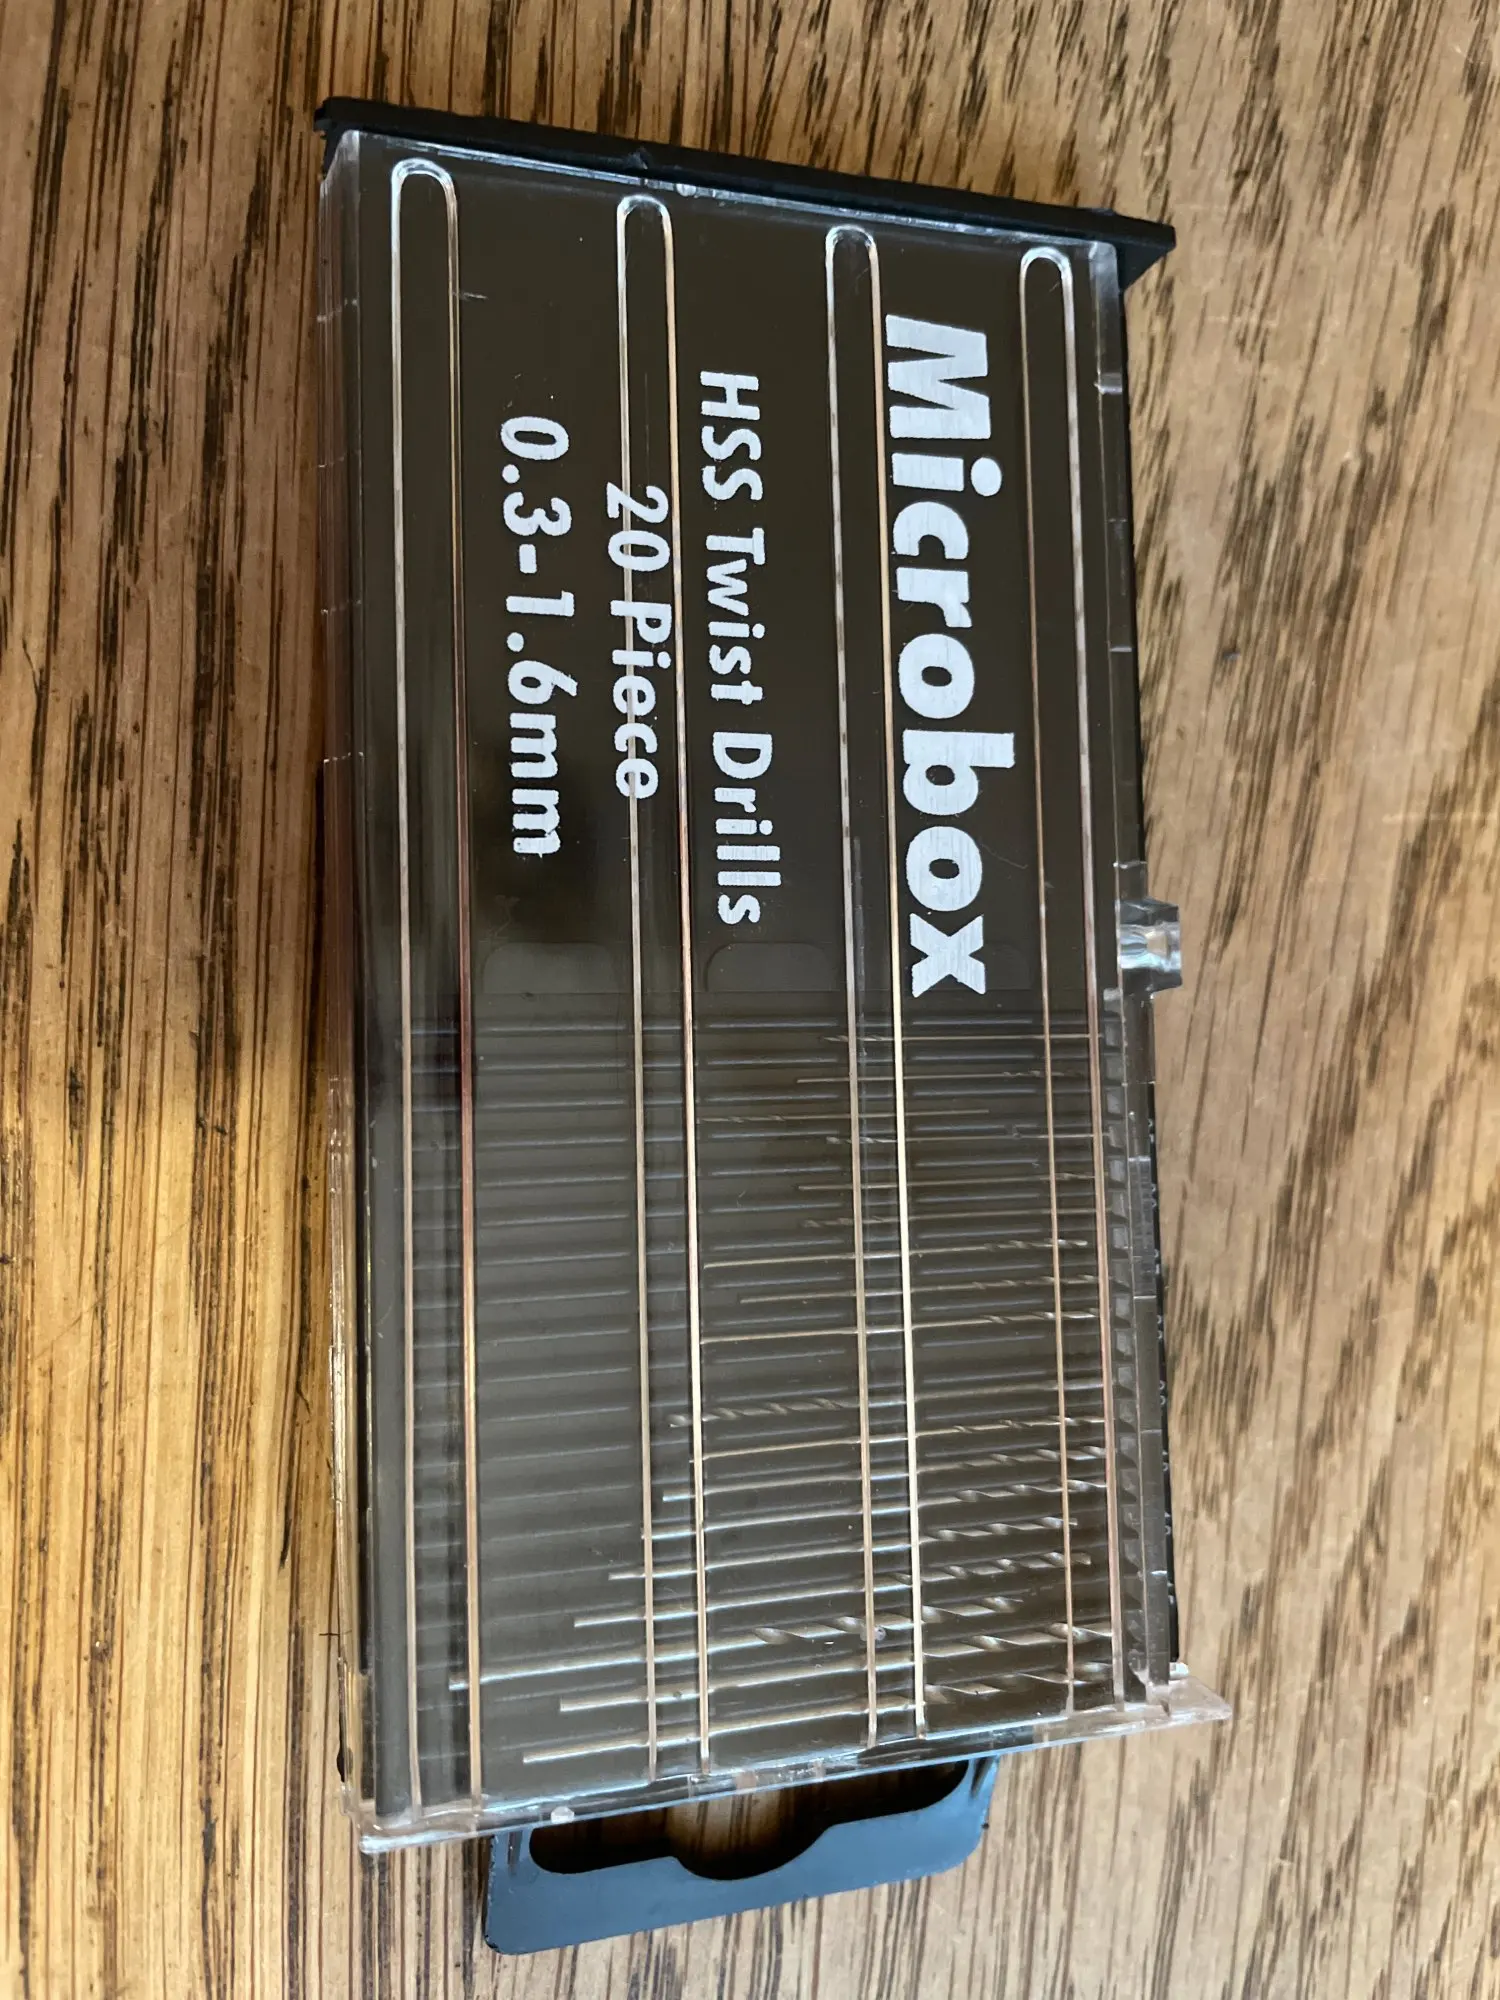 Microbox
HSS Twist Drills
20 Piece
0.3-1.6mm